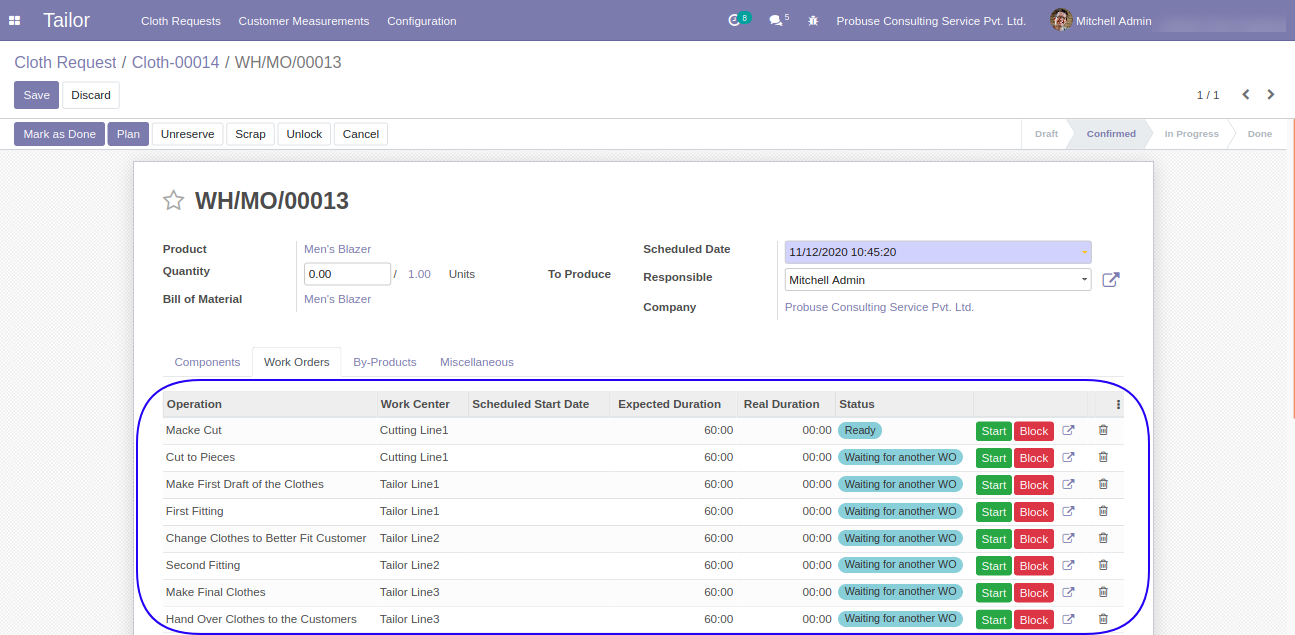 Tailor Cloth Requests Customer Measurements Configuration 8 5 Probuse Consulting Service Pvt. Ltd. Mitchell Admin
Cloth Request / Cloth-00014 / WH/MO/00013
Save Discard 1 / 1
Mark as Done Plan Unreserve Scrap Unlock Cancel Draft Confirmed In Progress Done
WH/MO/00013
Product Men's Blazer Scheduled Date 11/12/2020 10:45:20
Quantity 0.00 / 1.00 Units To Produce Responsible Mitchell Admin
Bill of Material Men's Blazer Company Probuse Consulting Service Pvt. Ltd.
Components Work Orders By-Products Miscellaneous
Operation Work Center Scheduled Start Date Expected Duration Real Duration Status
Macke Cut Cutting Line1 60:00 00:00 Ready Start Block
Cut to Pieces Cutting Line1 60:00 00:00 Waiting for another WO Start Block
Make First Draft of the Clothes Tailor Line1 60:00 00:00 Waiting for another WO Start Block
First Fitting Tailor Line1 60:00 00:00 Waiting for another WO Start Block
Change Clothes to Better Fit Customer Tailor Line2 60:00 00:00 Waiting for another WO Start Block
Second Fitting Tailor Line2 60:00 00:00 Waiting for another WO Start Block
Make Final Clothes Tailor Line3 60:00 00:00 Waiting for another WO Start Block
Hand Over Clothes to the Customers Tailor Line3 60:00 00:00 Waiting for another WO Start Block